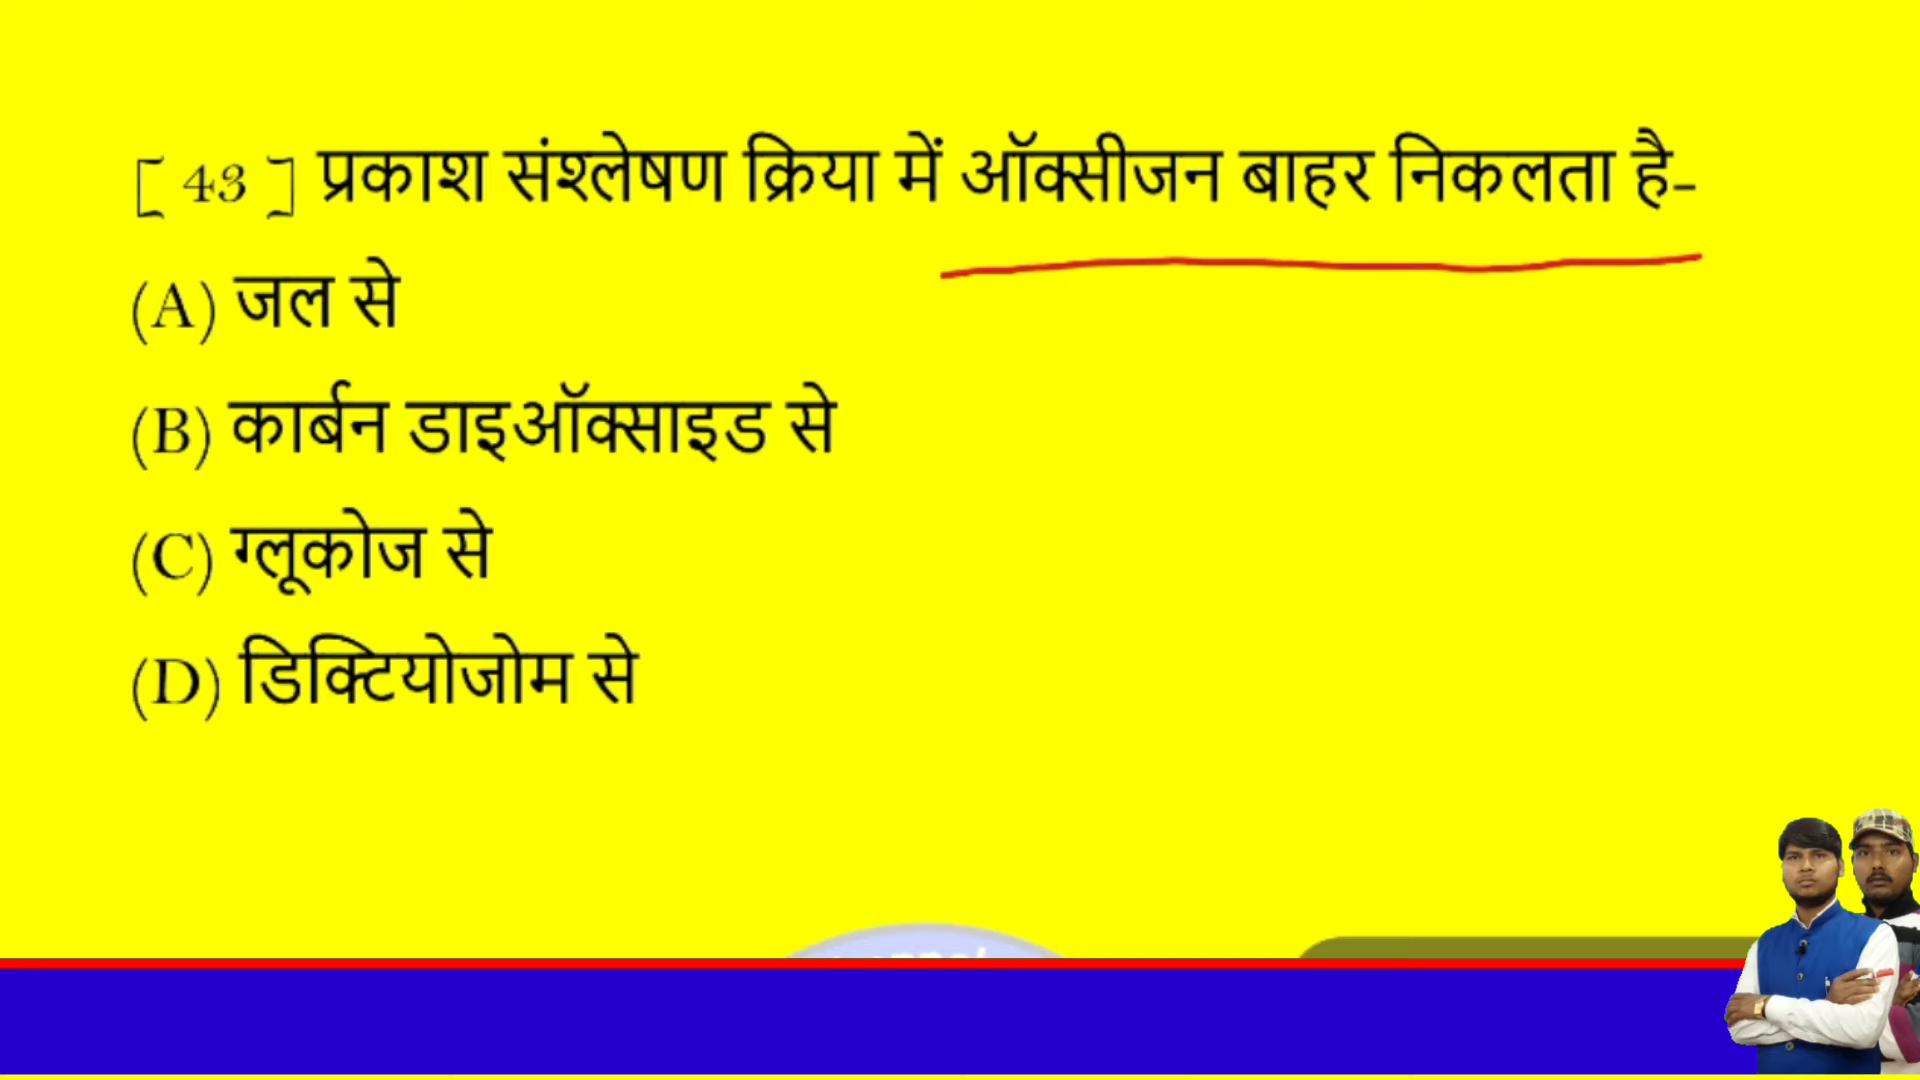 [ 43 ] प्रकाश संश्लेषण क्रिया में ऑक्सीजन बाहर निकलता है-
(A) जल से
(B) कार्बन डाइऑक्साइड से
(C) ग्लूकोज से
(D) डिक्टियोजोम से